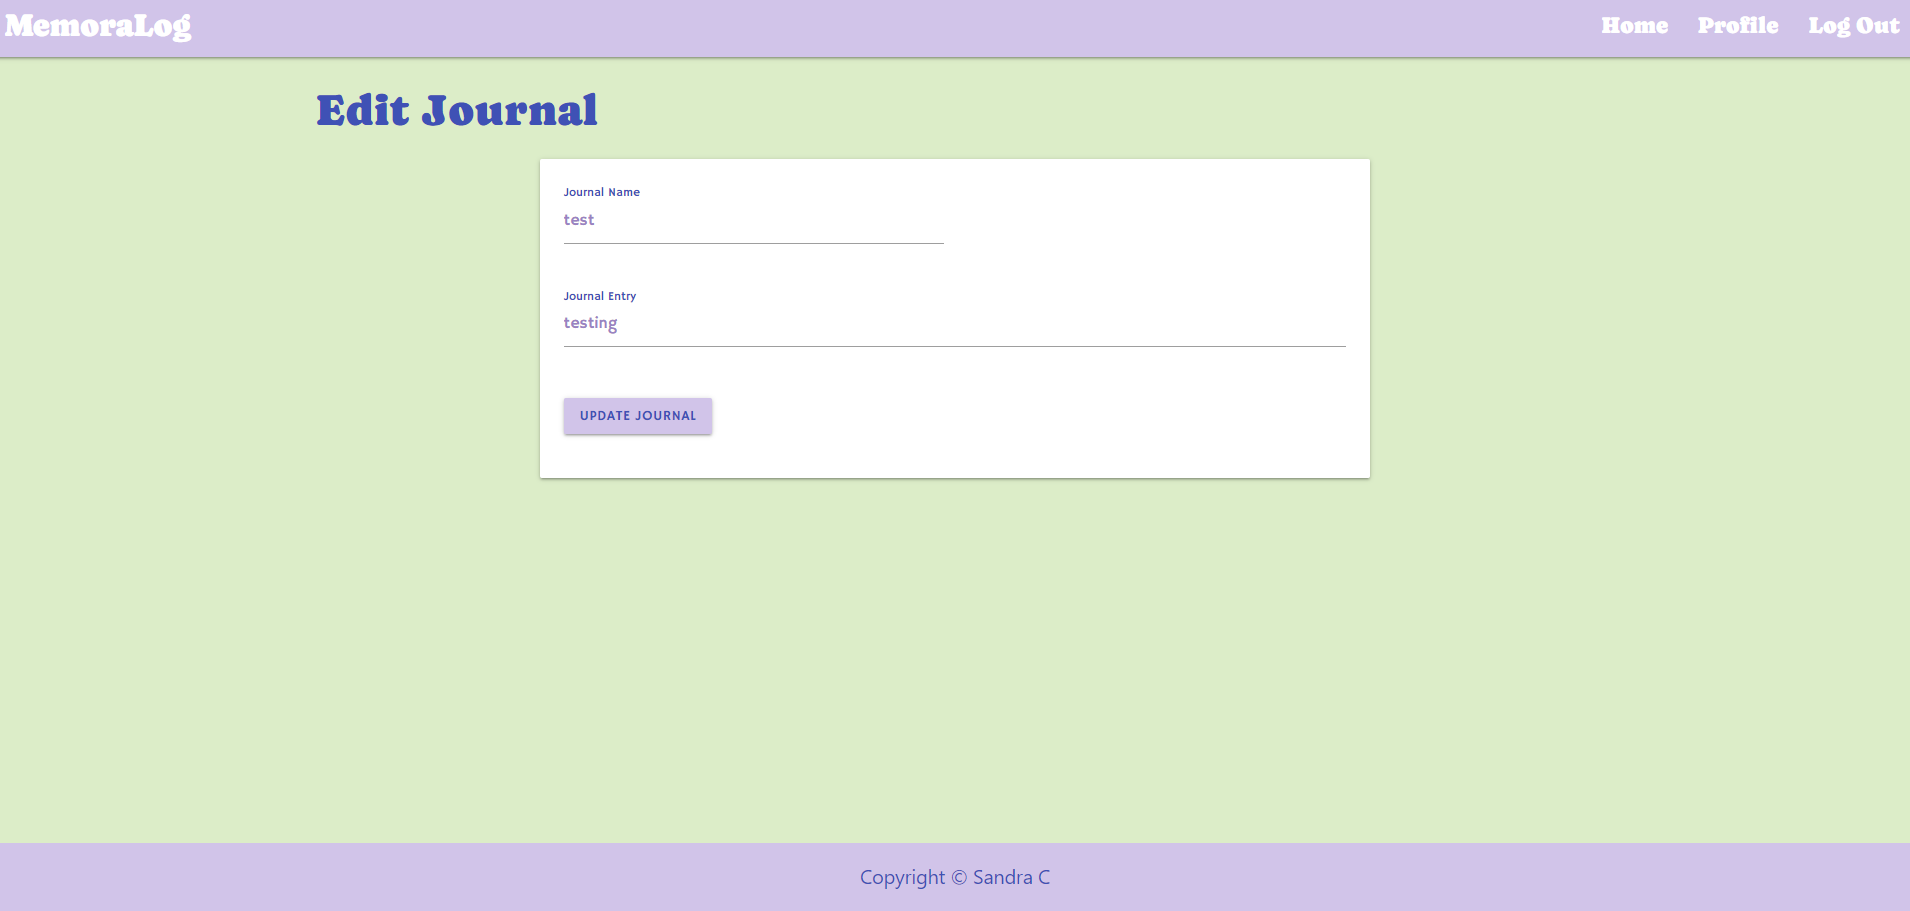 MemoraLog
Home Profile Log Out
Edit Journal
Journal Name
test
Journal Entry
testing
UPDATE JOURNAL
Copyright © Sandra C